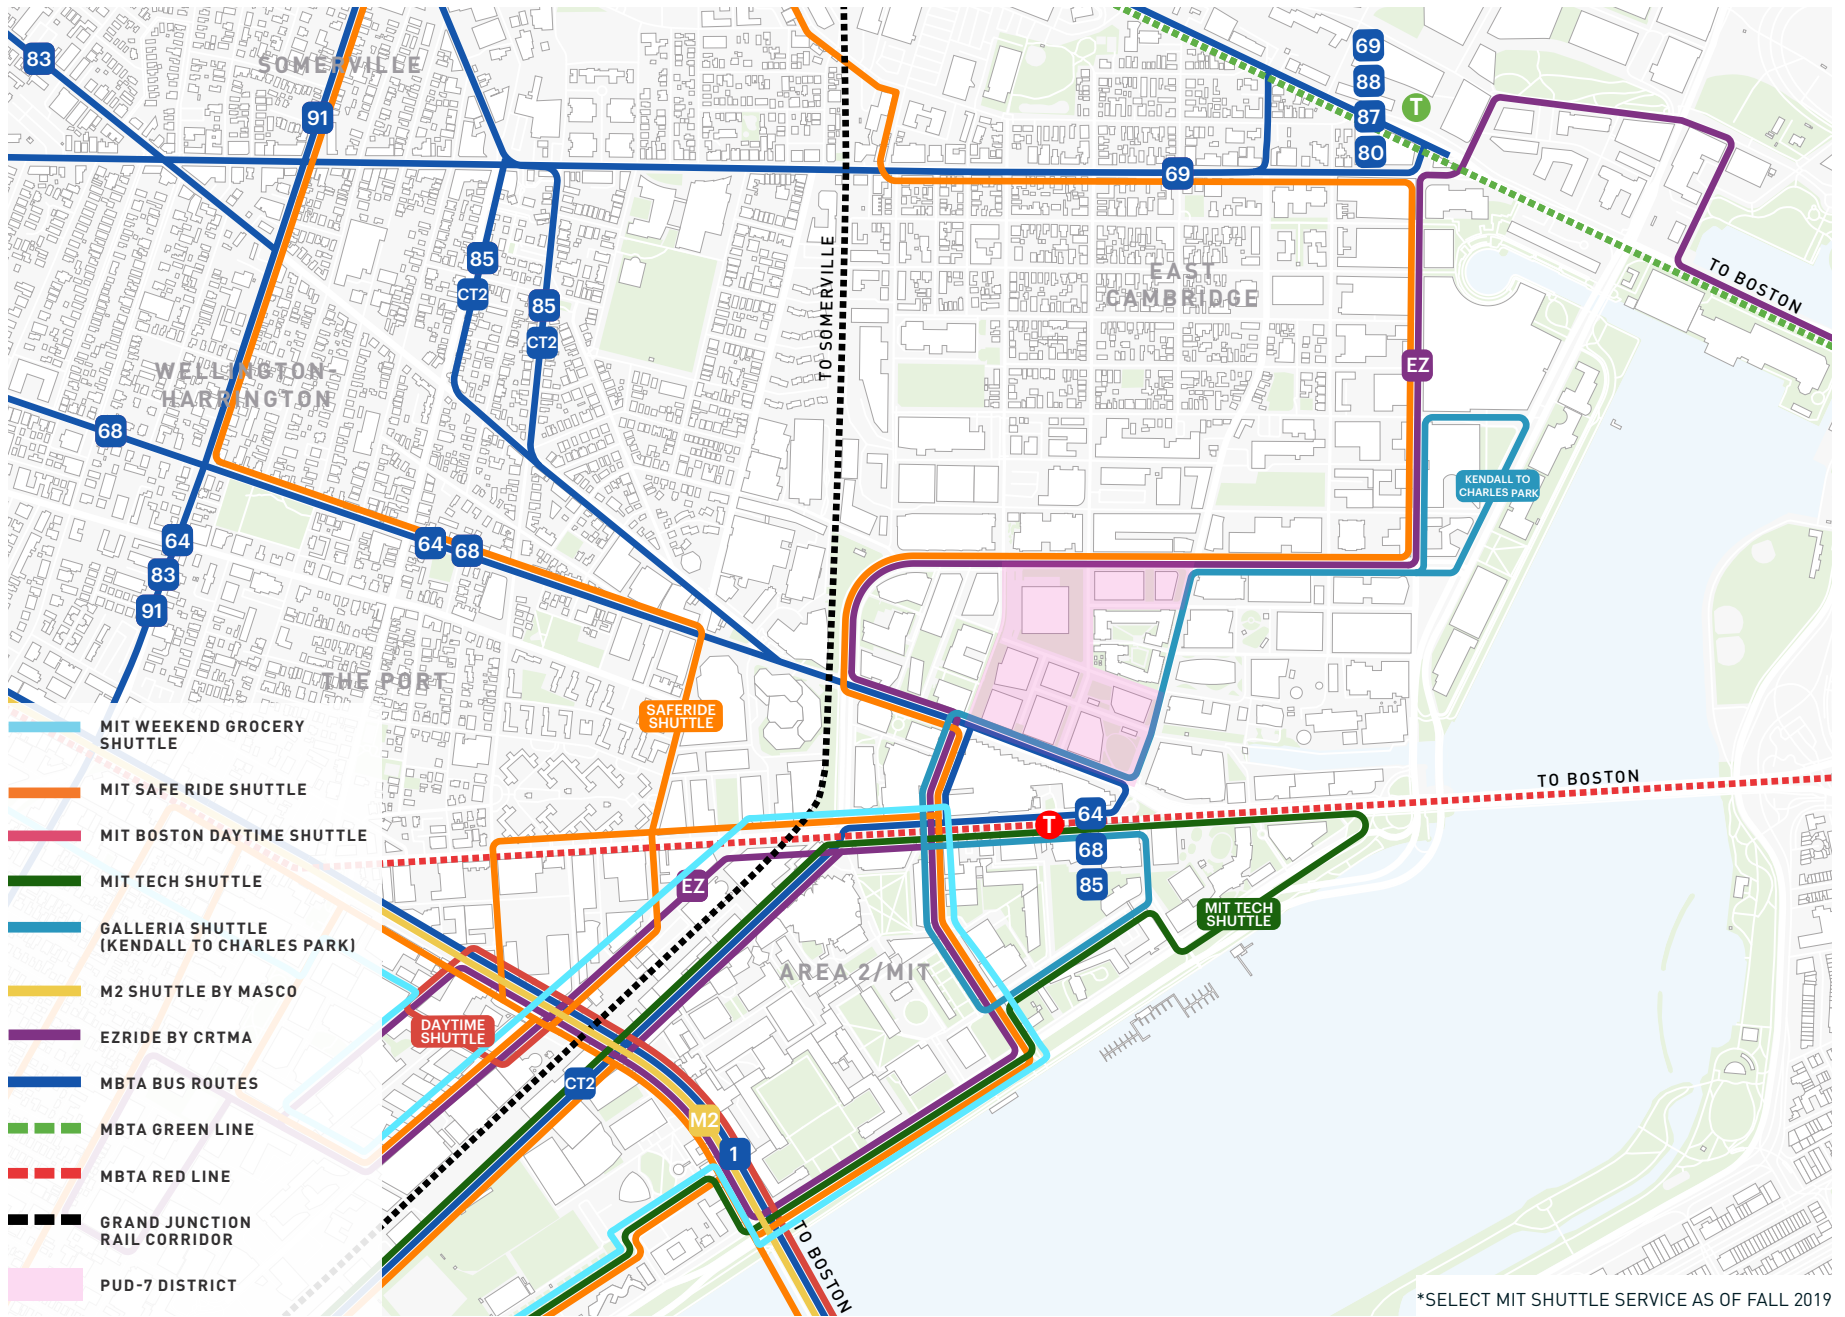 83
SOMERVILLE
91
69
88
87
80
T
69
85
CT2
85
CT2
TO SOMERVILLE
EAST
CAMBRIDGE
TO BOSTON
EZ
WELLINGTON-
HARRINGTON
68
KENDALL TO
CHARLES PARK
64
68
64
83
91
THE PORT
SAFERIDE
SHUTTLE
TO BOSTON
T
64
68
85
EZ
MIT TECH
SHUTTLE
AREA 2/MIT
DAYTIME
SHUTTLE
CT2
M2
1
TO BOSTON
MIT WEEKEND GROCERY
SHUTTLE
MIT SAFE RIDE SHUTTLE
MIT BOSTON DAYTIME SHUTTLE
MIT TECH SHUTTLE
GALLERIA SHUTTLE
(KENDALL TO CHARLES PARK)
M2 SHUTTLE BY MASCO
EZRIDE BY CRTMA
MBTA BUS ROUTES
MBTA GREEN LINE
MBTA RED LINE
GRAND JUNCTION
RAIL CORRIDOR
PUD-7 DISTRICT
*SELECT MIT SHUTTLE SERVICE AS OF FALL 2019